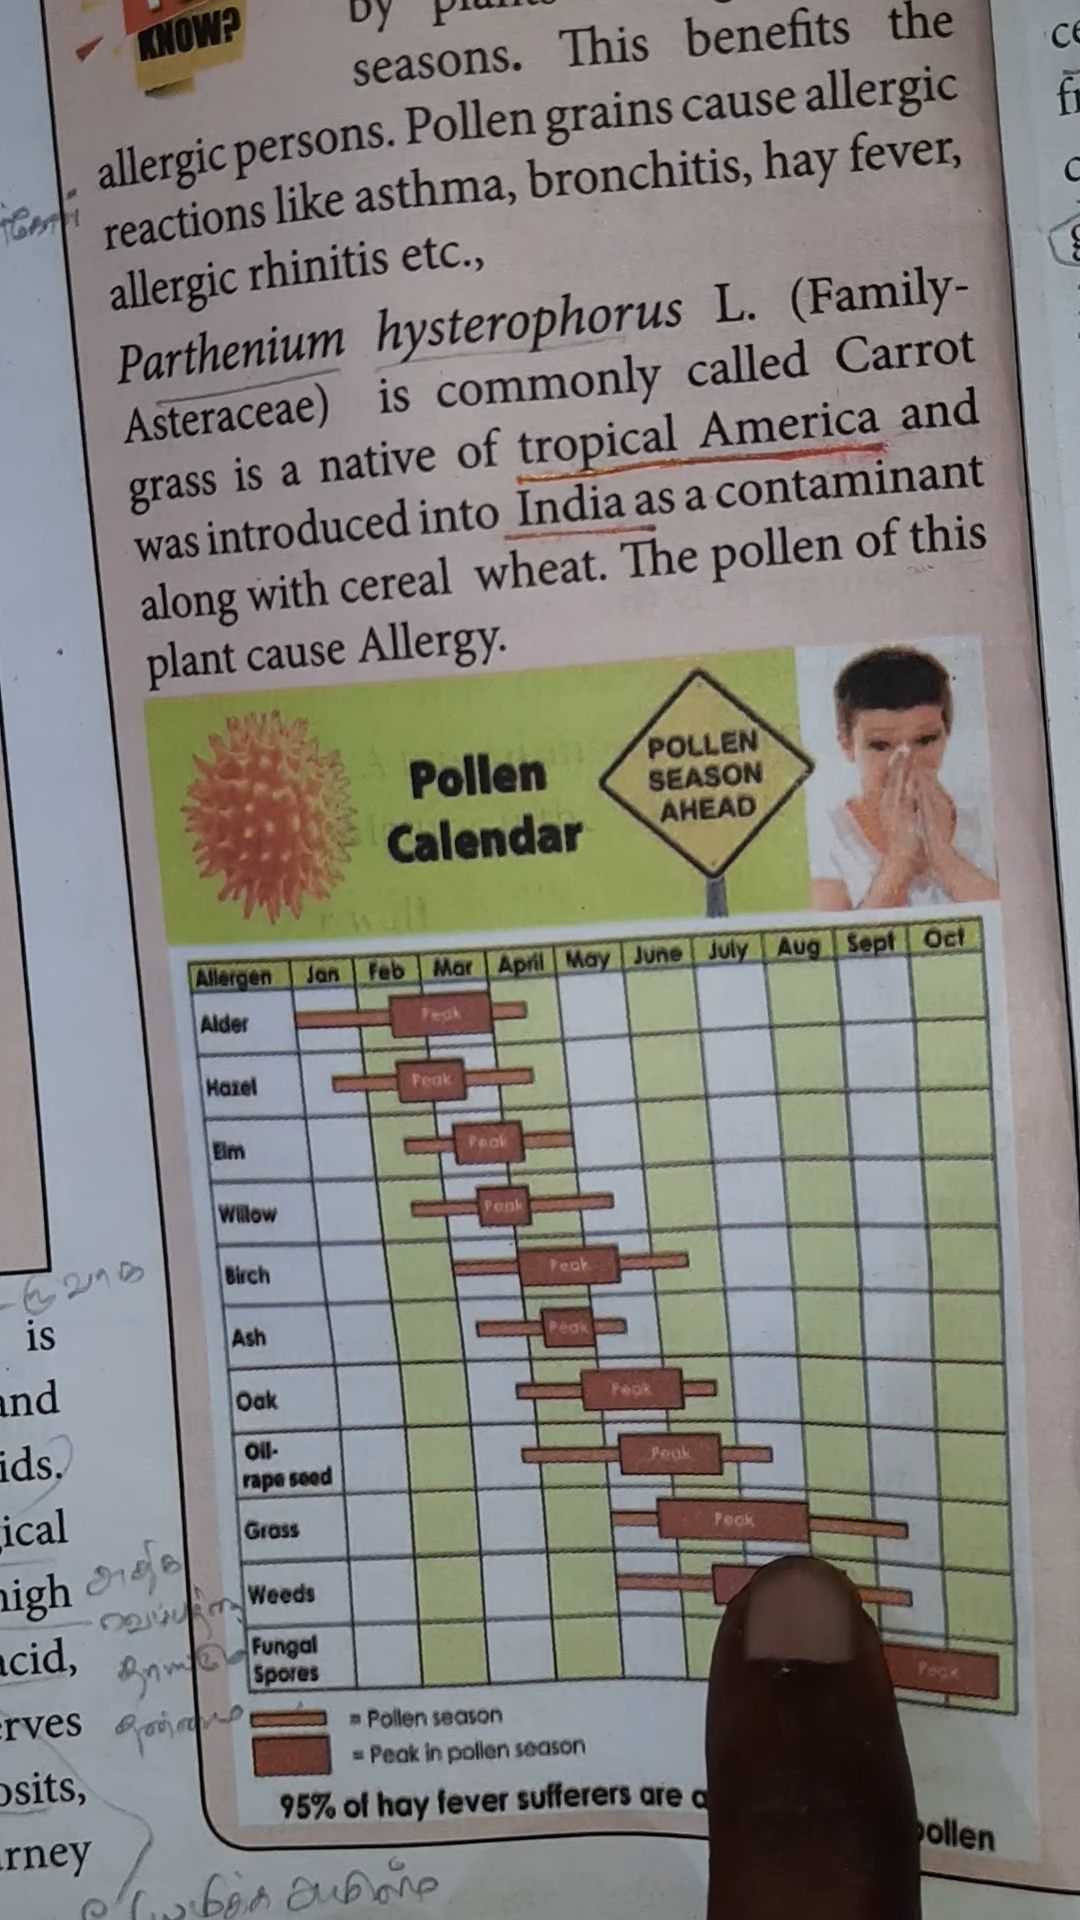 KNOW?
by
seasons. This benefits the
allergic persons. Pollen grains cause allergic
reactions like asthma, bronchitis, hay fever,
allergic rhinitis etc.,
Parthenium hysterophorus L. (Family-
Asteraceae) is commonly called Carrot
grass is a native of tropical America and
was introduced into India as a contaminant
along with cereal wheat. The pollen of this
plant cause Allergy.
Pollen
Calendar
POLLEN
SEASON
AHEAD
Allergen Jan Feb Mar April May June July Aug Sept Oct
Alder Peak
Hazel Peak
Elm Peak
Willow Peak
Birch Peak
Ash Peak
Oak Peak
Oil-
rape seed Peak
Grass Peak
Weeds
Fungal
Spores Peak
= Pollen season
= Peak in pollen season
95% of hay fever sufferers are
pollen
is
and
ids.
ical
high
acid,
erves
osits,
rney